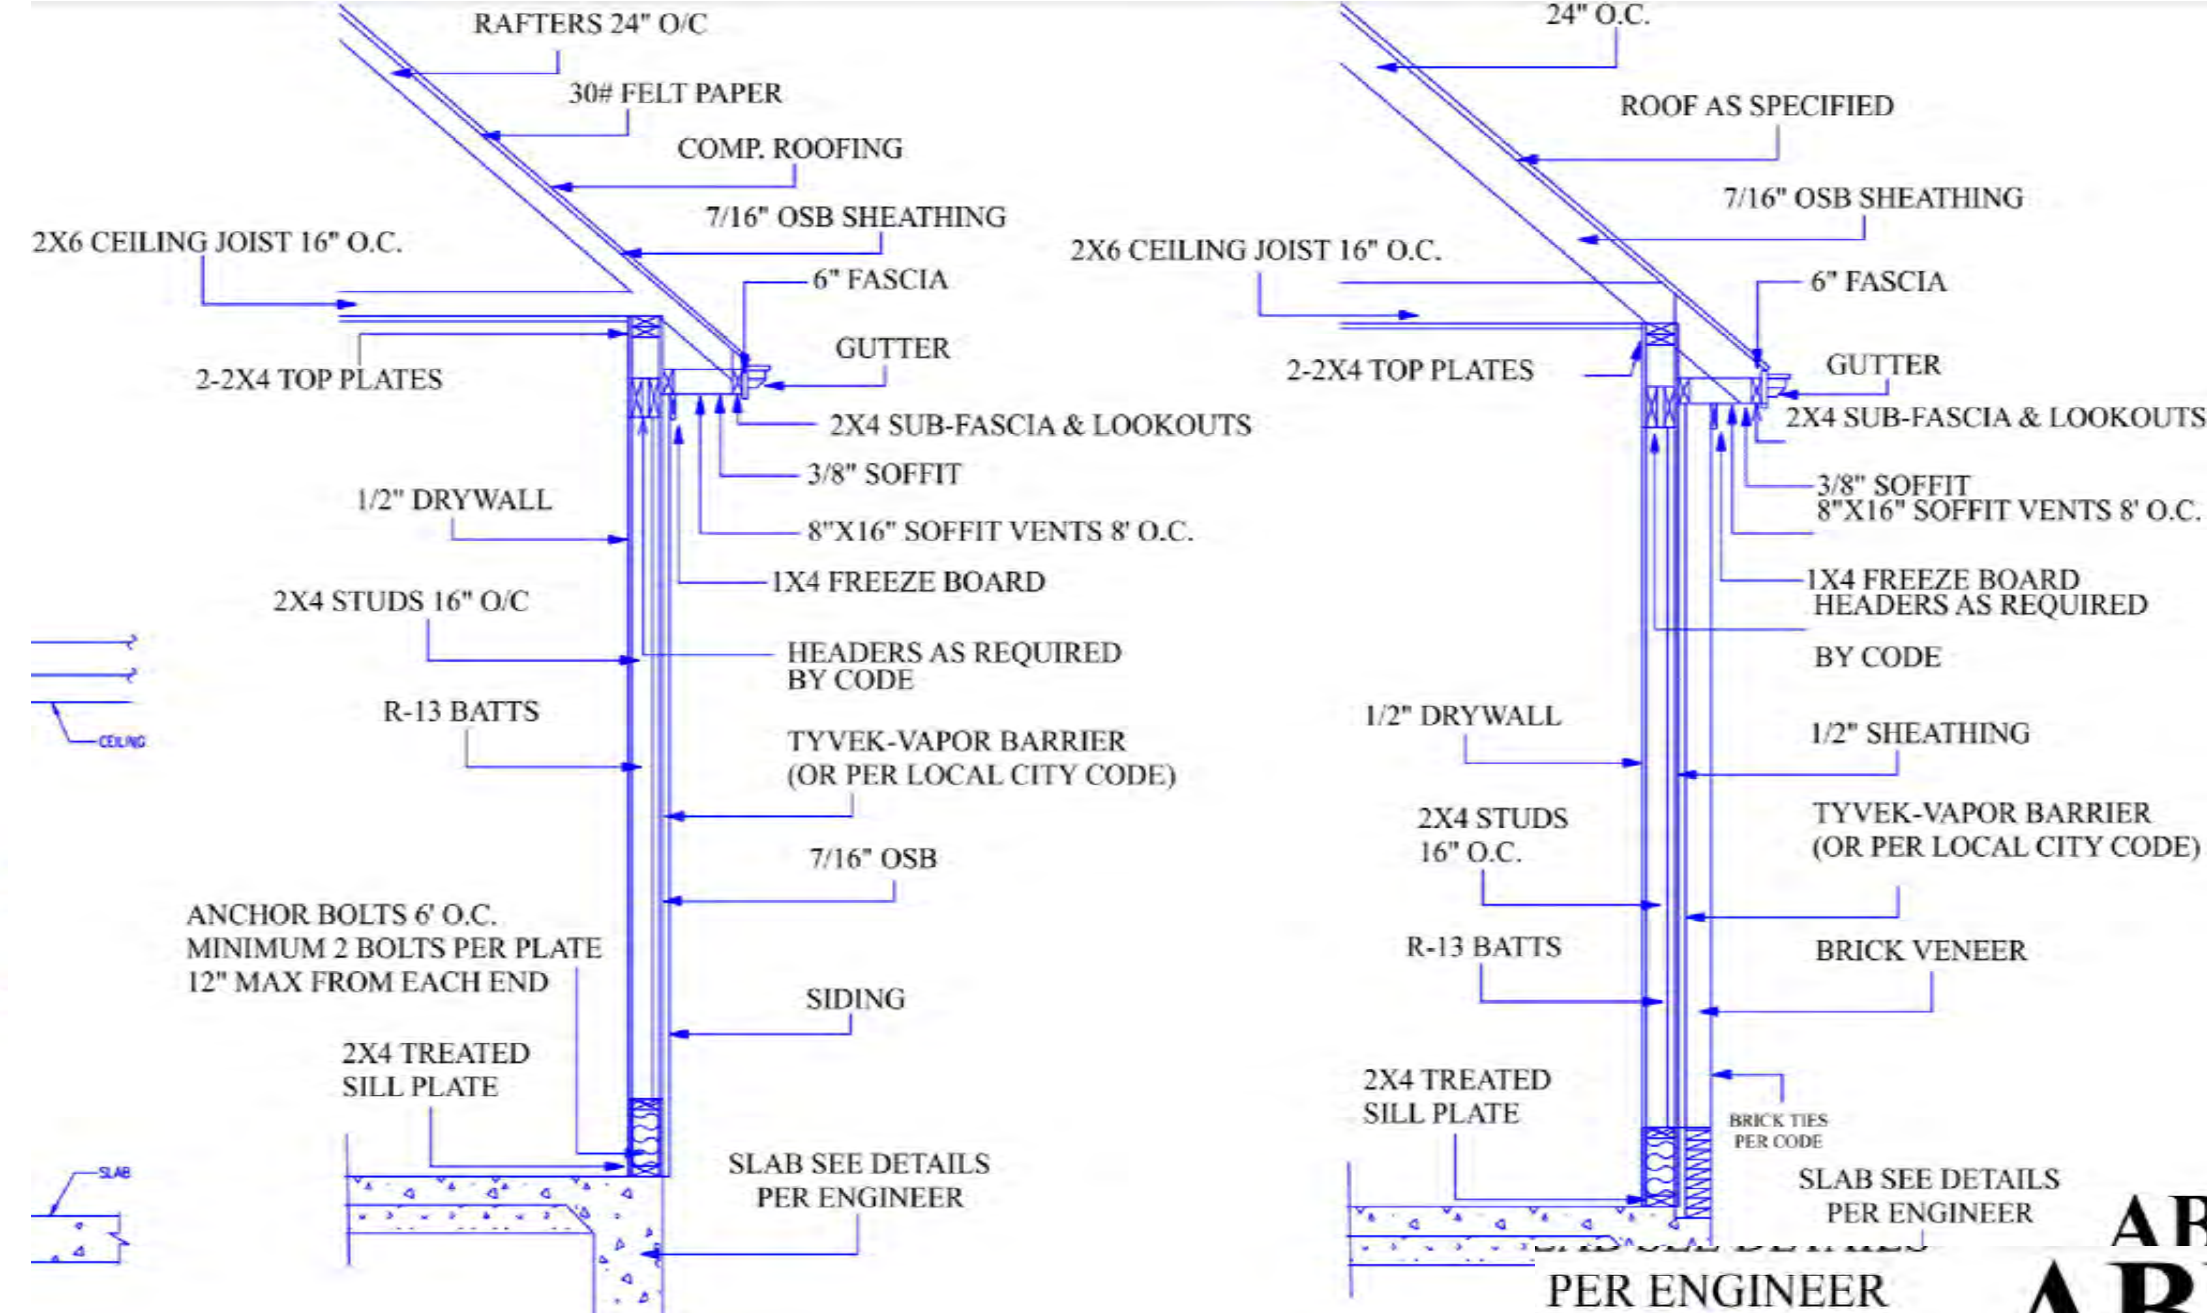 RAFTERS 24" O/C
30# FELT PAPER
COMP. ROOFING
7/16" OSB SHEATHING
2X6 CEILING JOIST 16" O.C.
6" FASCIA
GUTTER
2-2X4 TOP PLATES
2X4 SUB-FASCIA & LOOKOUTS
3/8" SOFFIT
1/2" DRYWALL
8"X16" SOFFIT VENTS 8' O.C.
1X4 FREEZE BOARD
2X4 STUDS 16" O/C
HEADERS AS REQUIRED
BY CODE
R-13 BATTS
CEILING
TYVEK-VAPOR BARRIER
(OR PER LOCAL CITY CODE)
7/16" OSB
ANCHOR BOLTS 6' O.C.
MINIMUM 2 BOLTS PER PLATE
12" MAX FROM EACH END
SIDING
2X4 TREATED
SILL PLATE
SLAB
SLAB SEE DETAILS
PER ENGINEER
24" O.C.
ROOF AS SPECIFIED
7/16" OSB SHEATHING
2X6 CEILING JOIST 16" O.C.
6" FASCIA
GUTTER
2-2X4 TOP PLATES
2X4 SUB-FASCIA & LOOKOUTS
3/8" SOFFIT
8"X16" SOFFIT VENTS 8' O.C.
1X4 FREEZE BOARD
HEADERS AS REQUIRED
BY CODE
1/2" DRYWALL
1/2" SHEATHING
2X4 STUDS
16" O.C.
TYVEK-VAPOR BARRIER
(OR PER LOCAL CITY CODE)
R-13 BATTS
BRICK VENEER
2X4 TREATED
SILL PLATE
BRICK TIES
PER CODE
SLAB SEE DETAILS
PER ENGINEER
PER ENGINEER